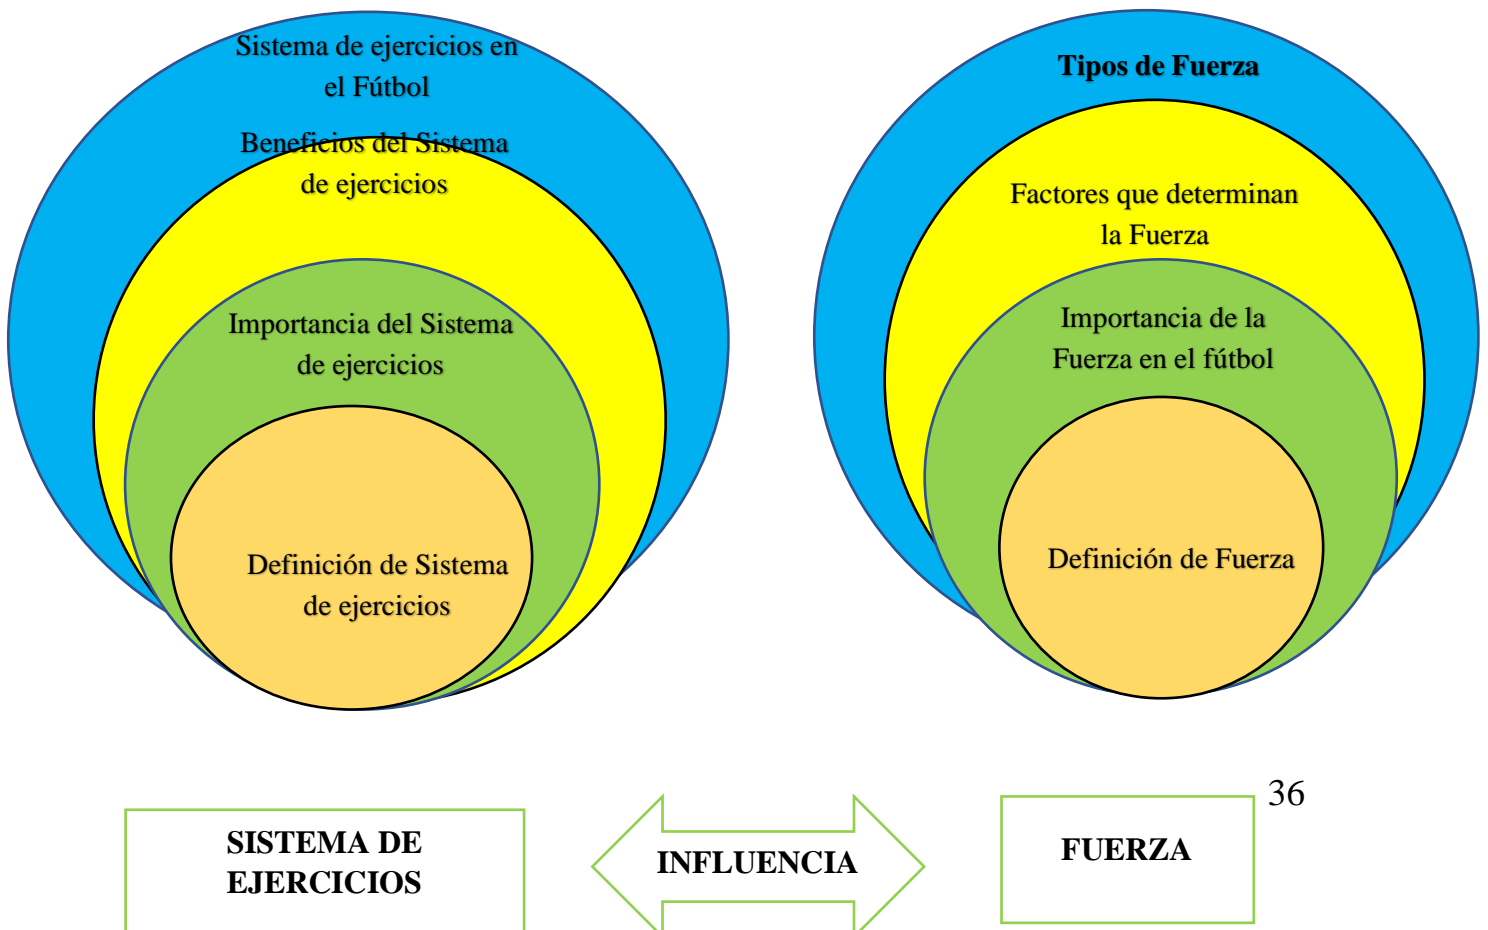 Sistema de ejercicios en
el Fútbol
Beneficios del Sistema
de ejercicios
Importancia del Sistema
de ejercicios
Definición de Sistema
de ejercicios
Tipos de Fuerza
Factores que determinan
la Fuerza
Importancia de la
Fuerza en el fútbol
Definición de Fuerza
36
SISTEMA DE
EJERCICIOS
INFLUENCIA
FUERZA